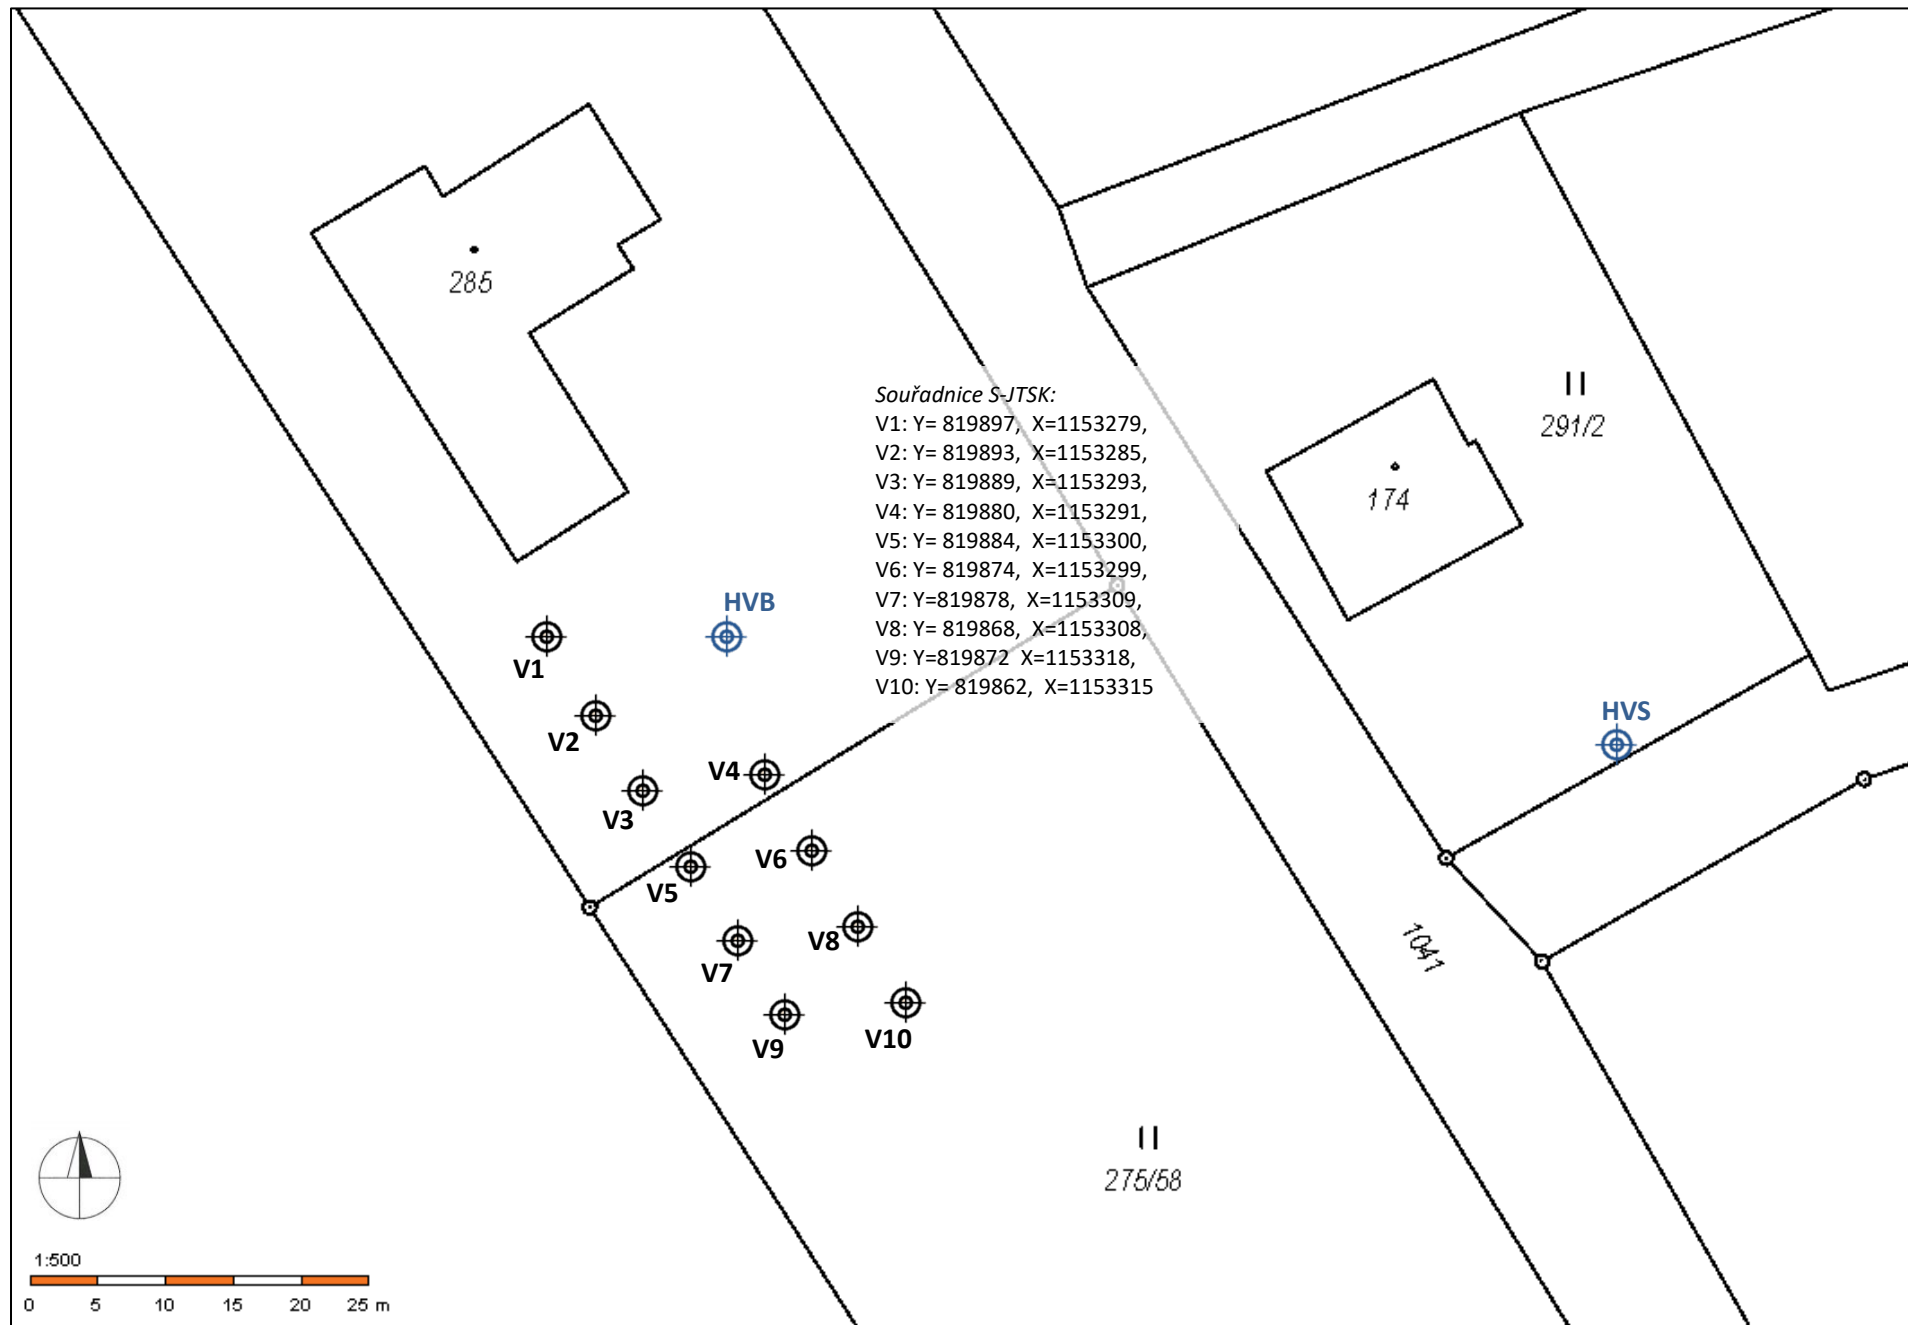 285
Souřadnice S-JTSK:
V1: Y= 819897, X=1153279,
V2: Y= 819893, X=1153285,
V3: Y= 819889, X=1153293,
V4: Y= 819880, X=1153291,
V5: Y= 819884, X=1153300,
V6: Y= 819874, X=1153299,
V7: Y=819878, X=1153309,
V8: Y= 819868, X=1153308,
V9: Y=819872 X=1153318,
V10: Y= 819862, X=1153315
291/2
174
HVB
V1
HVS
V2
V4
V3
V6
V5
V8
V7
1041
V10
V9
275/58
1:500
0 5 10 15 20 25 m